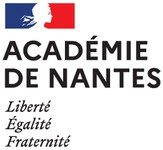 ACADÉMIE
DE NANTES
Liberté
Égalité
Fraternité